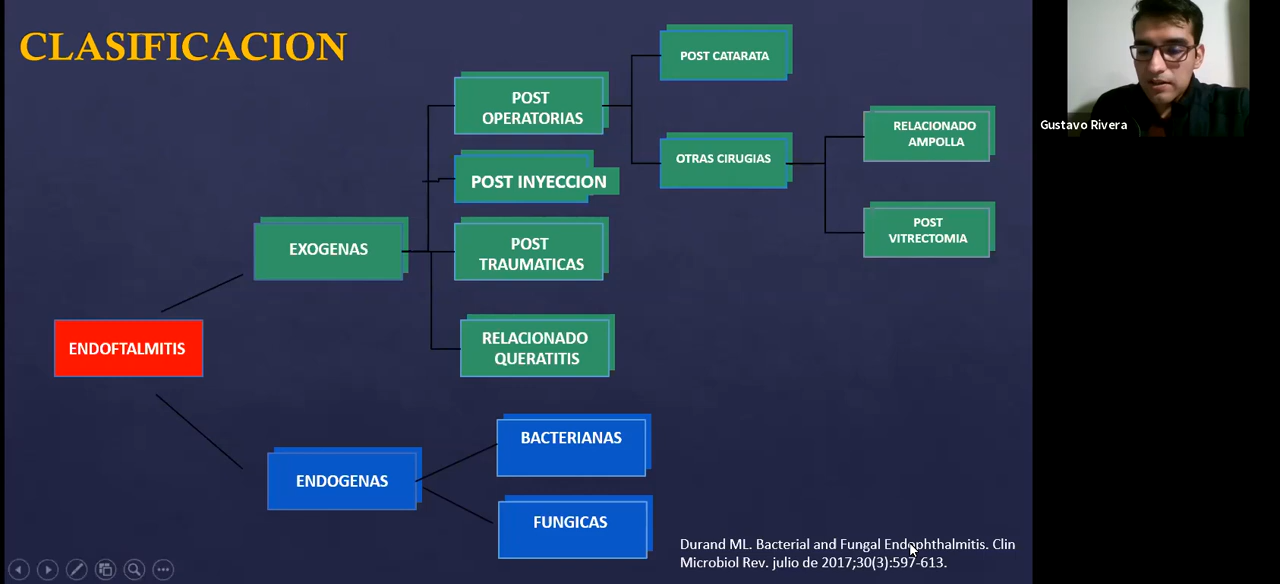 CLASIFICACION
POST CATARATA
POST
OPERATORIAS
RELACIONADO
AMPOLLA
OTRAS CIRUGIAS
POST INYECCION
POST
VITRECTOMIA
EXOGENAS
POST
TRAUMATICAS
RELACIONADO
QUERATITIS
ENDOFTALMITIS
BACTERIANAS
ENDOGENAS
FUNGICAS
Durand ML. Bacterial and Fungal Endophthalmitis. Clin
Microbiol Rev. julio de 2017;30(3):597-613.
Gustavo Rivera